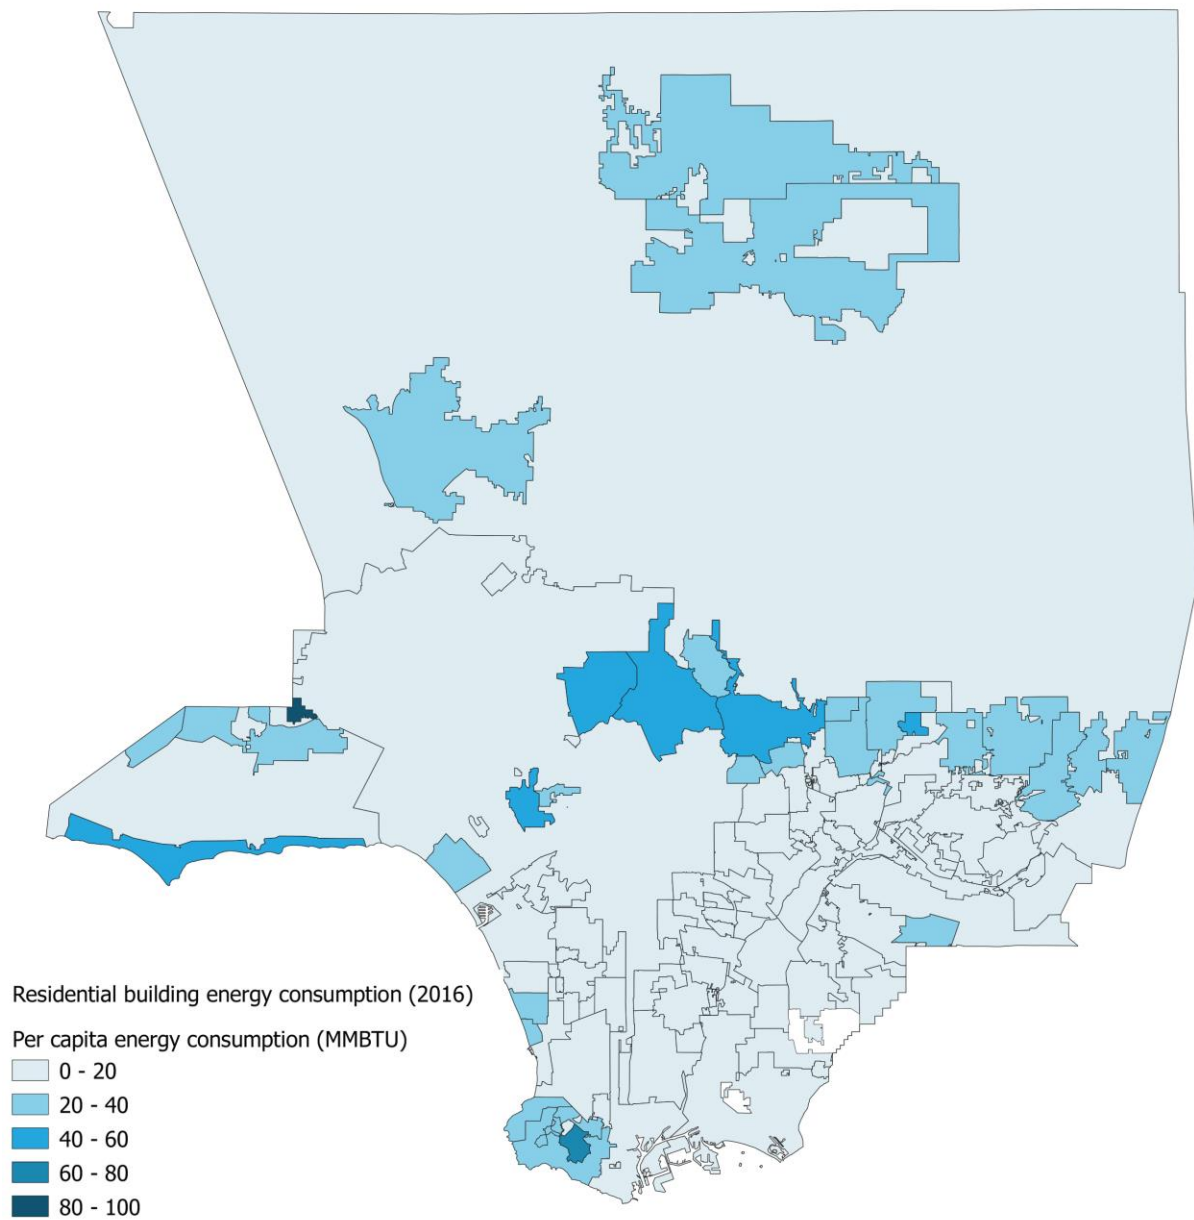 Residential building energy consumption (2016)
Per capita energy consumption (MMBTU)
0 - 20
20 - 40
40 - 60
60 - 80
80 - 100